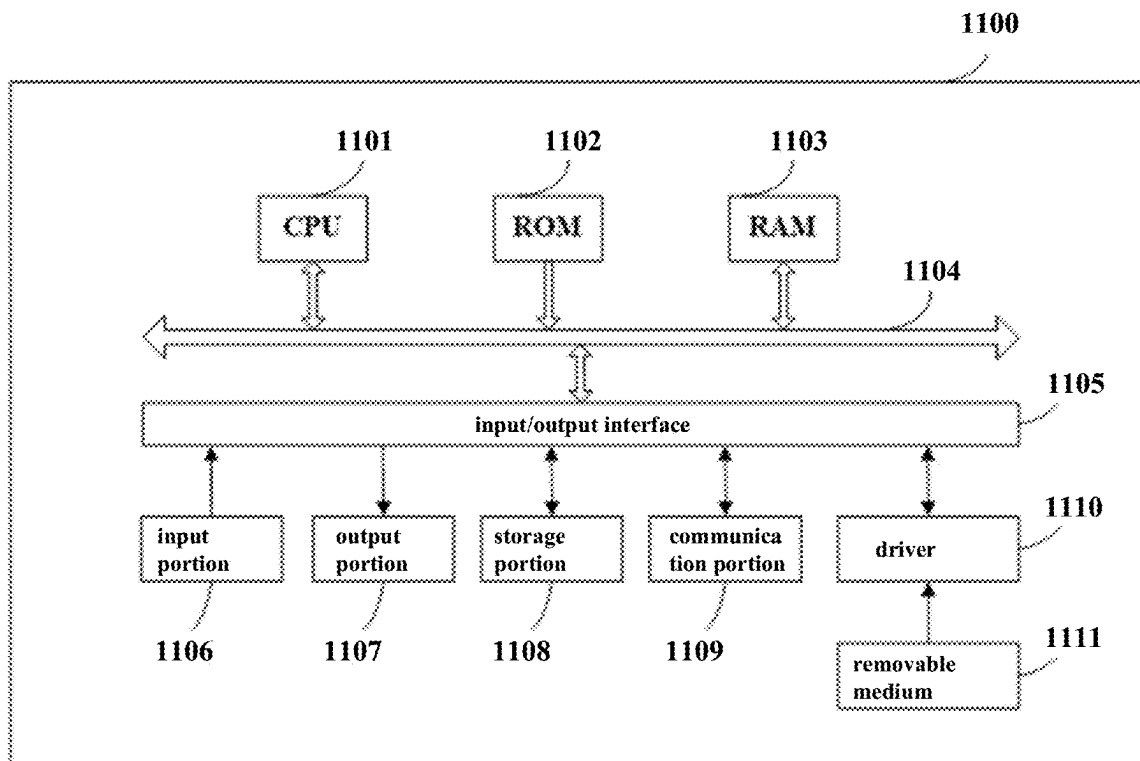 1100
1101
1102
1103
CPU
ROM
RAM
1104
1105
input/output interface
input
portion
output
portion
storage
portion
communica
tion portion
driver
1110
1106
1107
1108
1109
removable
medium
1111